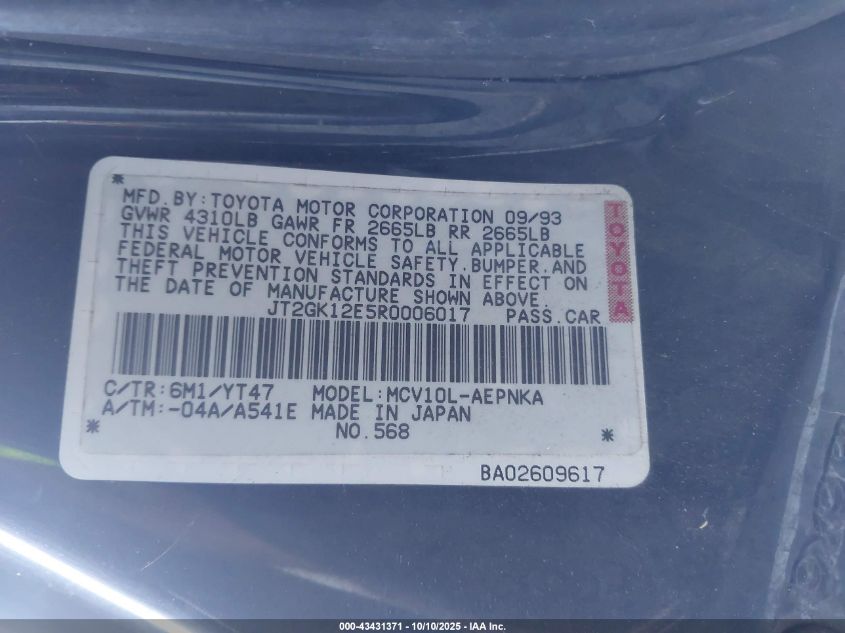 MFD.BY:TOYOTA MOTOR CORPORATION 09/93
GVWR 4310LB GAWR FR 2665LB RR 2665LB
THIS VEHICLE CONFORMS TO ALL APPLICABLE
FEDERAL MOTOR VEHICLE SAFETY,BUMPER,AND
THEFT PREVENTION STANDARDS IN EFFECT ON
THE DATE OF MANUFACTURE SHOWN ABOVE.
JT2GK12E5R0006017 PASS.CAR
TOYOTA
C/TR:6M1/YT47 MODEL:MCV10L-AEPNKA
A/TM:-04A/A541E MADE IN JAPAN
NO.568
BA02609617
000-43431371 - 10/10/2025 - IAA Inc.